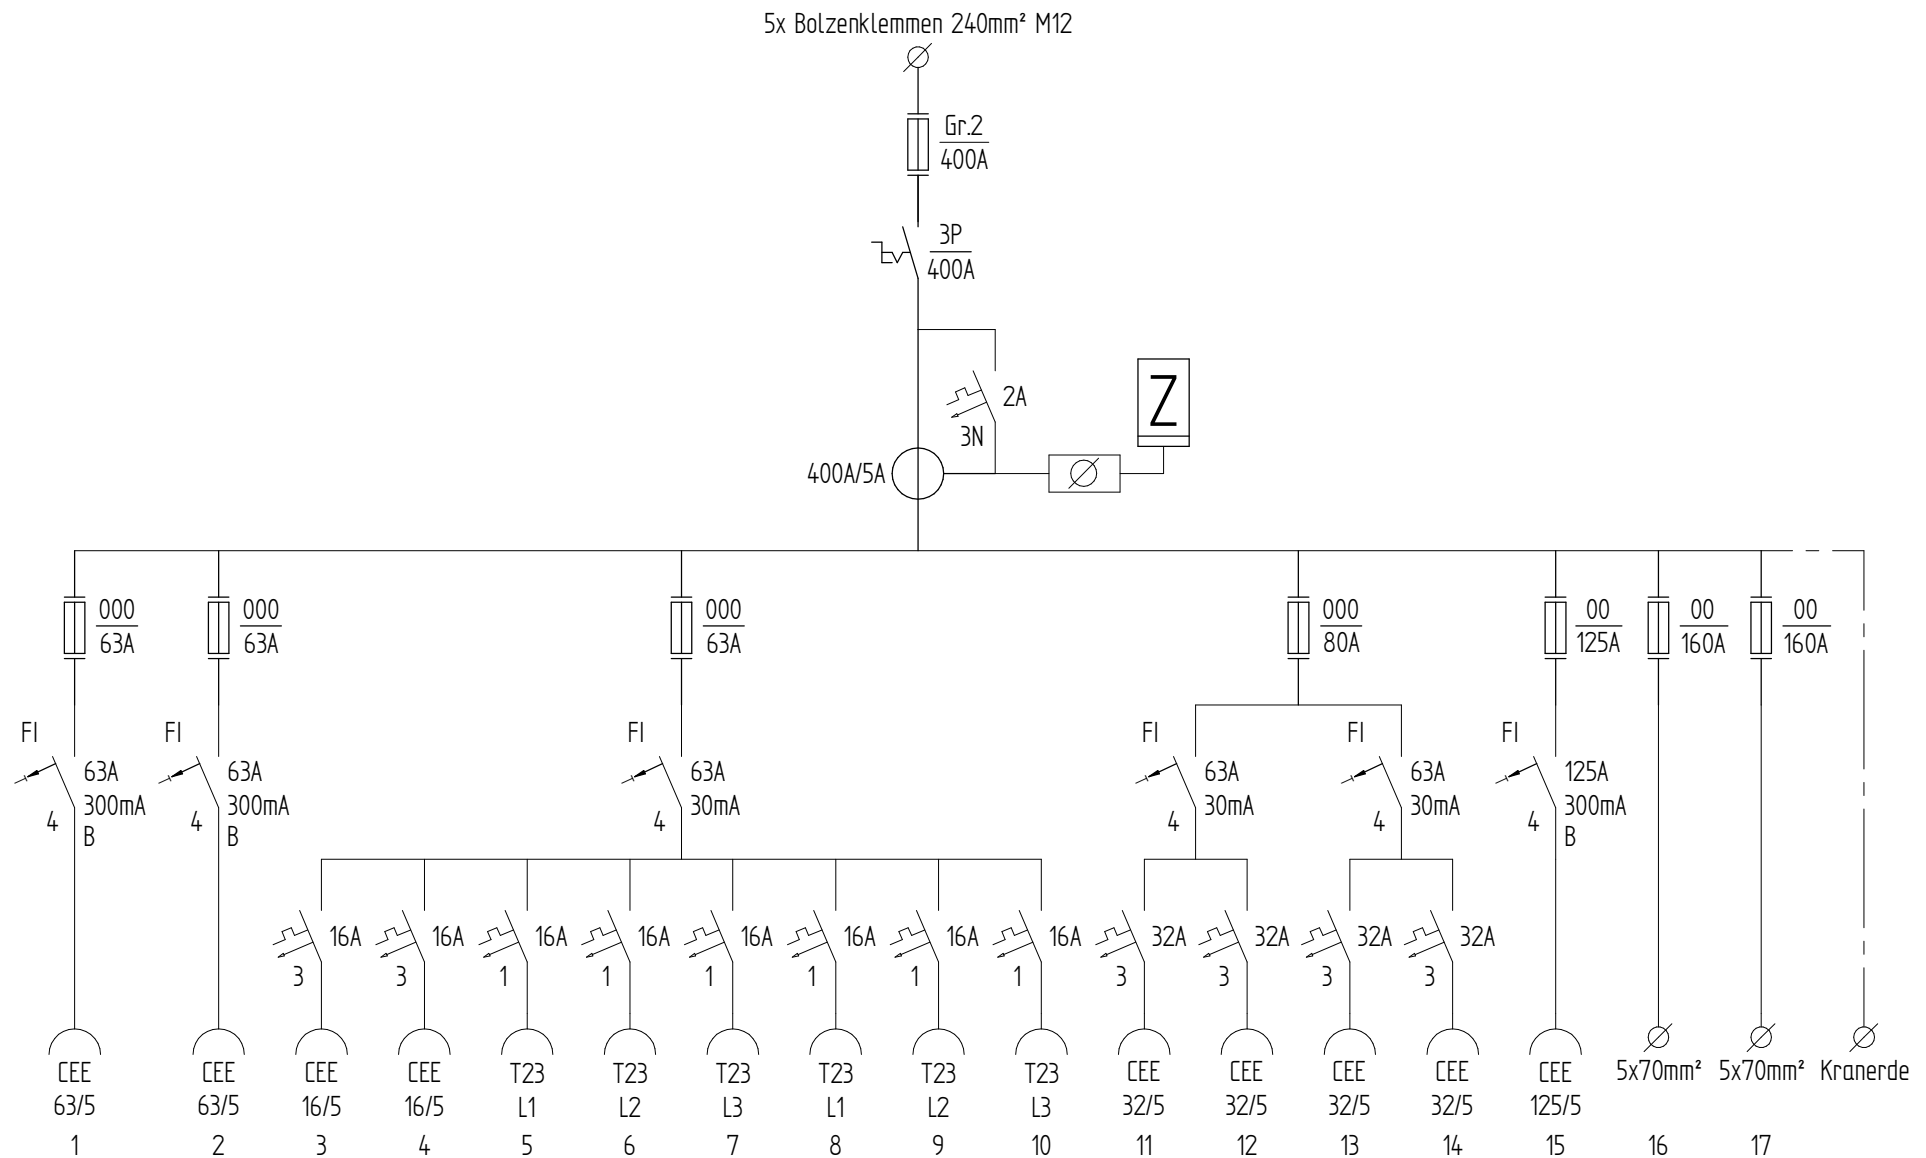 5x Bolzenklemmen 240mm² M12
Gr.2
400A
3P
400A
2A
3N
Z
400A/5A
000
63A
000
63A
000
63A
000
80A
00
125A
00
160A
00
160A
FI
63A
300mA
4
B
FI
63A
300mA
4
B
FI
63A
30mA
4
FI
63A
30mA
4
FI
63A
30mA
4
FI
125A
300mA
4
B
16A
3
16A
3
16A
1
16A
1
16A
1
16A
1
16A
1
16A
1
32A
3
32A
3
32A
3
32A
3
CEE
63/5
1
CEE
63/5
2
CEE
16/5
3
CEE
16/5
4
T23
L1
5
T23
L2
6
T23
L3
7
T23
L1
8
T23
L2
9
T23
L3
10
CEE
32/5
11
CEE
32/5
12
CEE
32/5
13
CEE
32/5
14
CEE
125/5
15
5x70mm²
16
5x70mm²
17
Kranerde